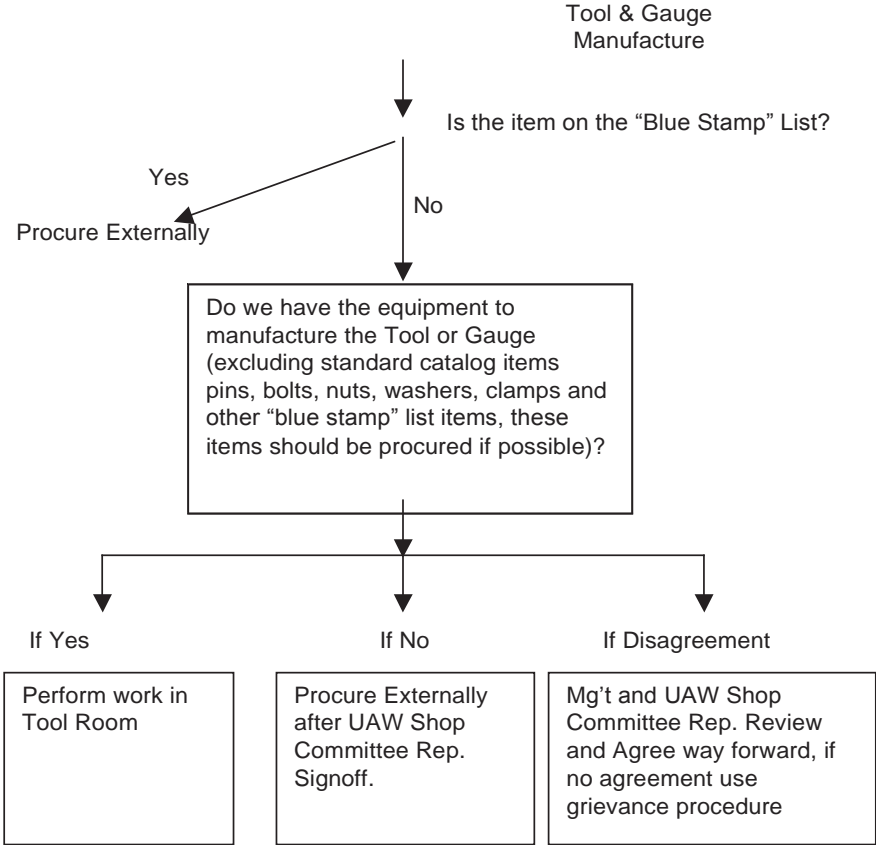 Tool & Gauge
Manufacture
Is the item on the “Blue Stamp” List?
Yes
No
Procure Externally
Do we have the equipment to
manufacture the Tool or Gauge
(excluding standard catalog items
pins, bolts, nuts, washers, clamps and
other “blue stamp” list items, these
items should be procured if possible)?
If Yes
If No
If Disagreement
Perform work in
Tool Room
Procure Externally
after UAW Shop
Committee Rep.
Signoff.
Mg't and UAW Shop
Committee Rep. Review
and Agree way forward, if
no agreement use
grievance procedure